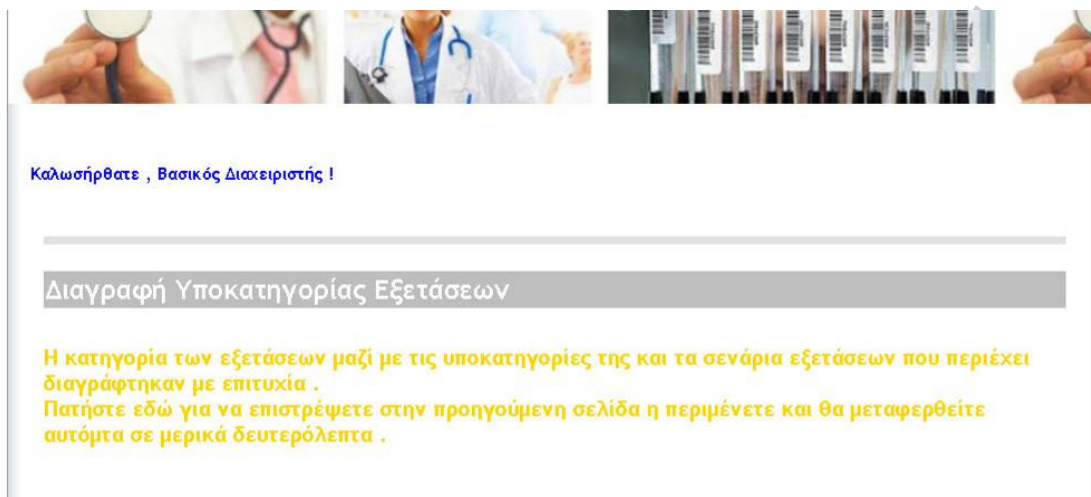 Καλωσήρθατε , Βασικός Διαχειριστής !
Διαγραφή Υποκατηγορίας Εξετάσεων
Η κατηγορία των εξετάσεων μαζί με τις υποκατηγορίες της και τα σενάρια εξετάσεων που περιέχει
διαγράφτηκαν με επιτυχία .
Πατήστε εδώ για να επιστρέψετε στην προηγούμενη σελίδα η περιμένετε και θα μεταφερθείτε
αυτόμτα σε μερικά δευτερόλεπτα .